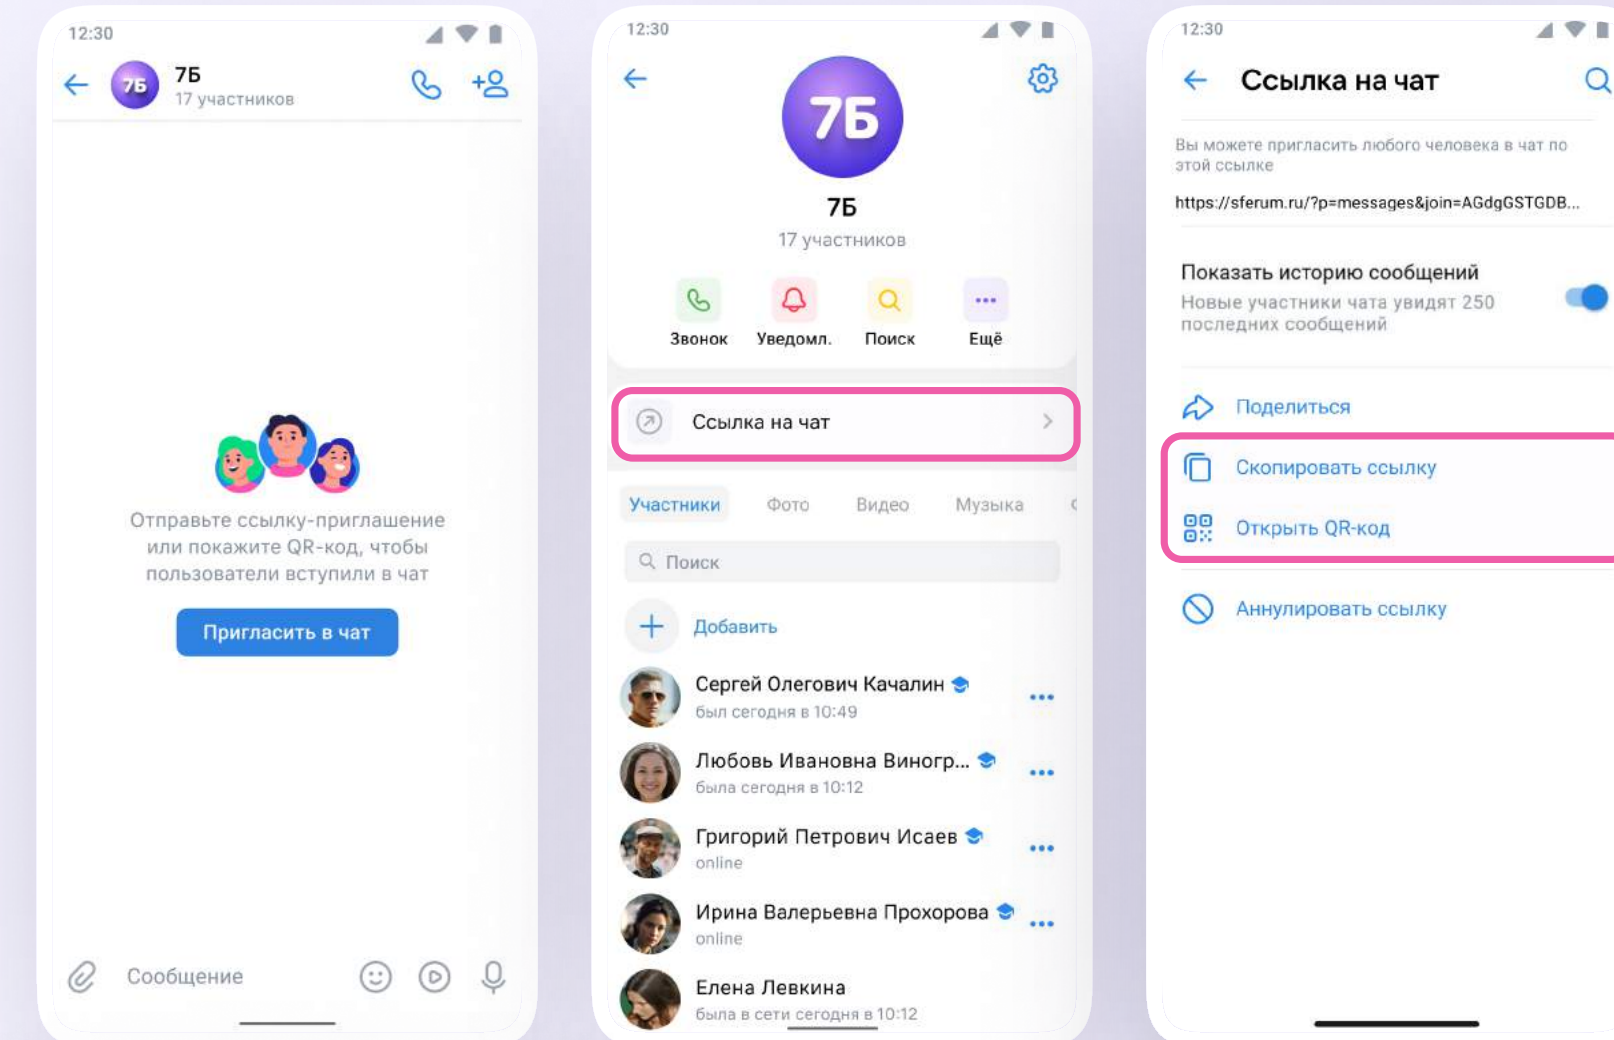 12:30
7Б
7Б
17 участников
Отправьте ссылку-приглашение
или покажите QR-код, чтобы
пользователи вступили в чат
Пригласить в чат
Сообщение
12:30
7Б
7Б
17 участников
Звонок
Уведомл.
Поиск
Ещё
Ссылка на чат
Участники
Фото
Видео
Музыка
Поиск
Добавить
Сергей Олегович Качалин
был сегодня в 10:49
Любовь Ивановна Виногр...
была сегодня в 10:12
Григорий Петрович Исаев
online
Ирина Валерьевна Прохорова
online
Елена Левкина
была в сети сегодня в 10:12
12:30
Ссылка на чат
Вы можете пригласить любого человека в чат по
этой ссылке
https://sferum.ru/?p=messages&join=AGdgGSTGDB...
Показать историю сообщений
Новые участники чата увидят 250
последних сообщений
Поделиться
Скопировать ссылку
Открыть QR-код
Аннулировать ссылку